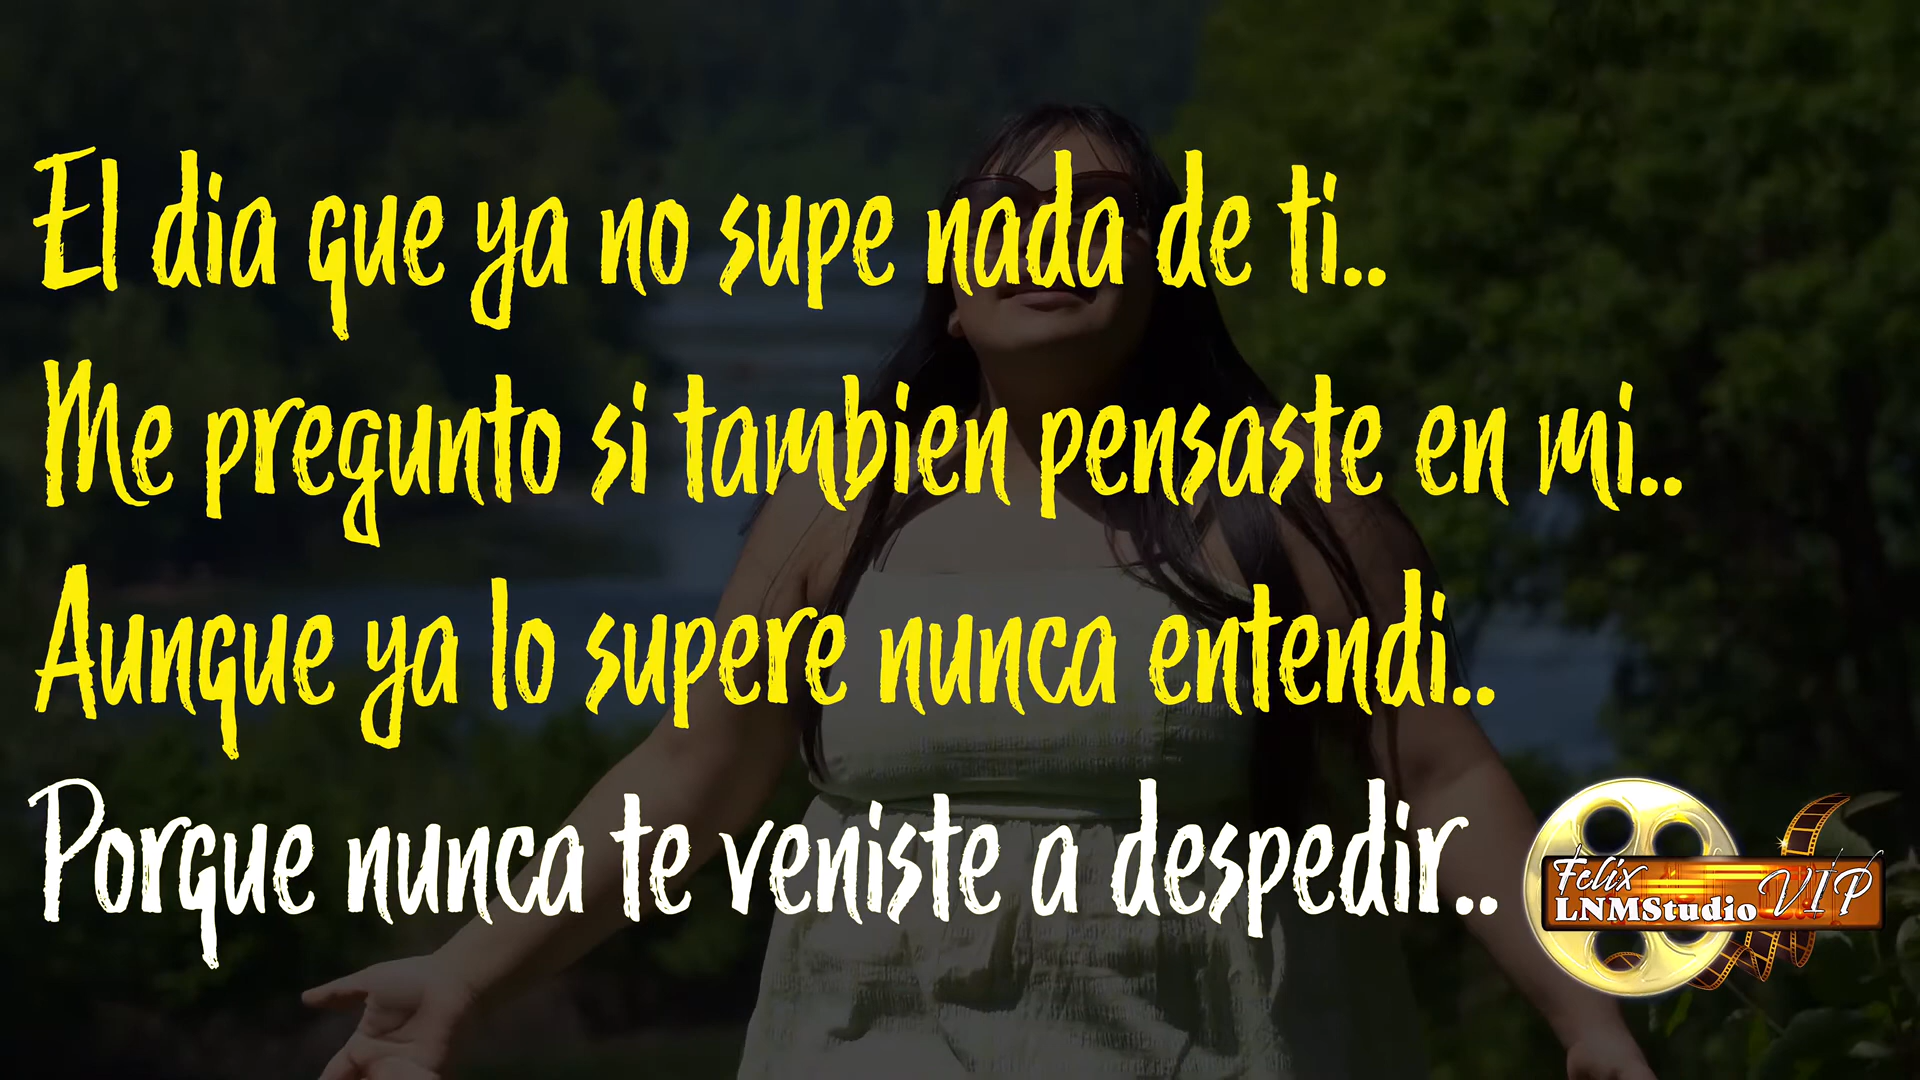 El dia que ya no supe nada de ti..
Me pregunto si tambien pensaste en mi..
Aunque ya lo supere nunca entendi..
Porque nunca te veniste a despedir..
Felix
LNMStudio VIP